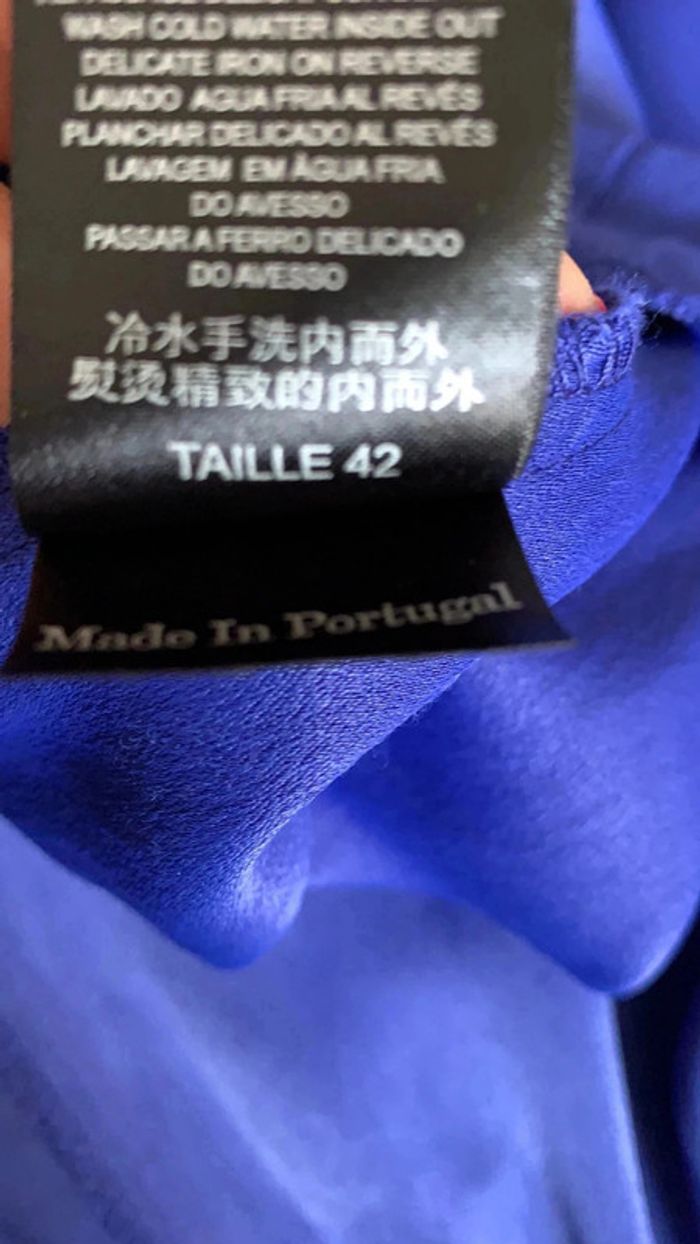 WASH COLD WATER INSIDE OUT
DELICATE IRON ON REVERSE
LAVADO AGUA FRIA AL REVÉS
PLANCHAR DELICADO AL REVÉS
LAVAGEM EM ÁGUA FRIA
DO AVESSO
PASSAR A FERRO DELICADO
DO AVESSO
冷水手洗内而外
熨烫精致的内而外
TAILLE 42
Made In Portugal